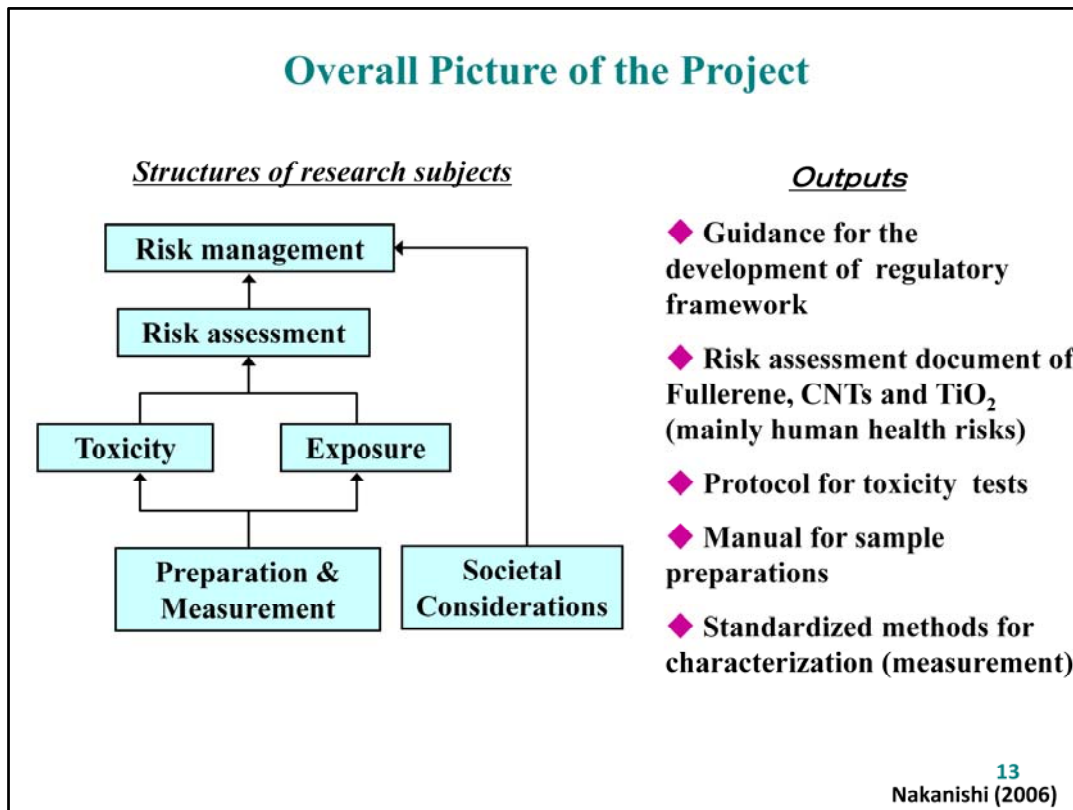 Overall Picture of the Project
Structures of research subjects
Risk management
Risk assessment
Toxicity
Exposure
Preparation &
Measurement
Societal
Considerations
Outputs
◆ Guidance for the
development of regulatory
framework
◆ Risk assessment document of
Fullerene, CNTs and TiO₂
(mainly human health risks)
◆ Protocol for toxicity tests
◆ Manual for sample
preparations
◆ Standardized methods for
characterization (measurement)
13
Nakanishi (2006)